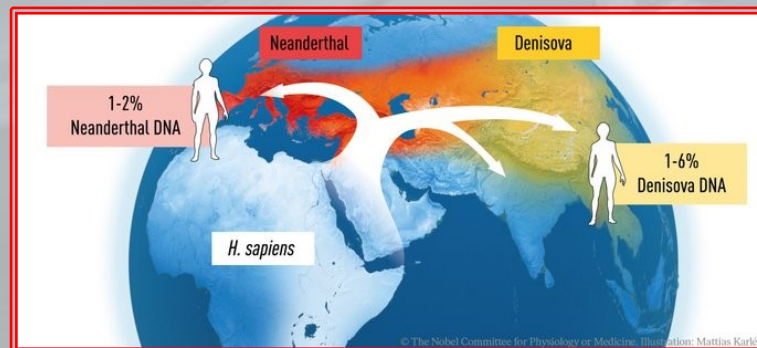 Neanderthal
Denisova
1-2%
Neanderthal DNA
1-6%
Denisova DNA
H. sapiens
© The Nobel Committee for Physiology or Medicine. Illustration: Mattias Karlé